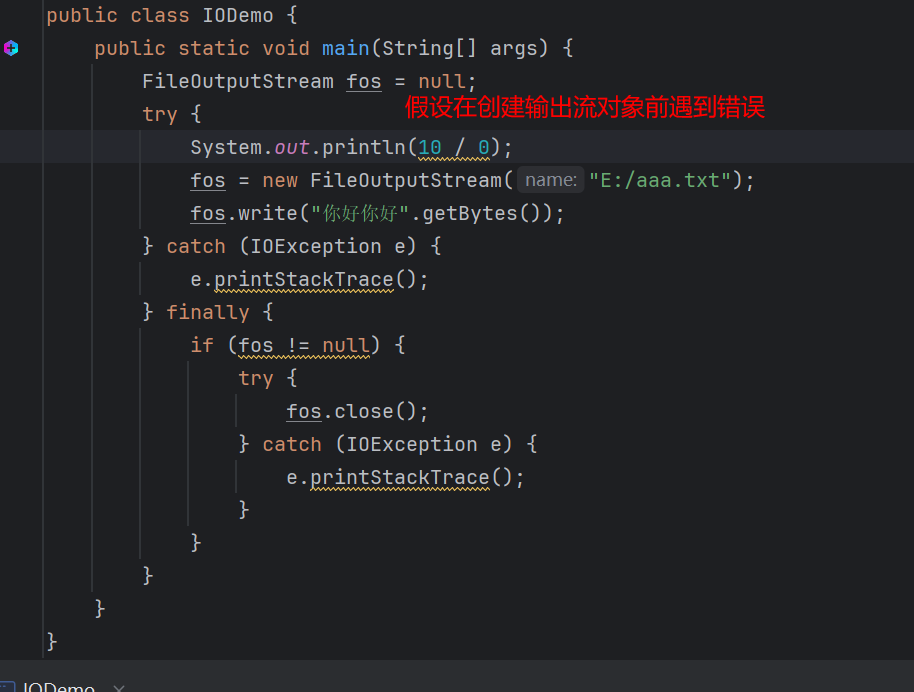 public class IODemo {
public static void main(String[] args) {
FileOutputStream fos = null;
假设在创建输出流对象前遇到错误
try {
System.out.println(10 / 0);
fos = new FileOutputStream( name: "E:/aaa.txt");
fos.write("你好你好".getBytes());
} catch (IOException e) {
e.printStackTrace();
} finally {
if (fos != null) {
try {
fos.close();
} catch (IOException e) {
e.printStackTrace();
}
}
}
}
}
IODemo ×